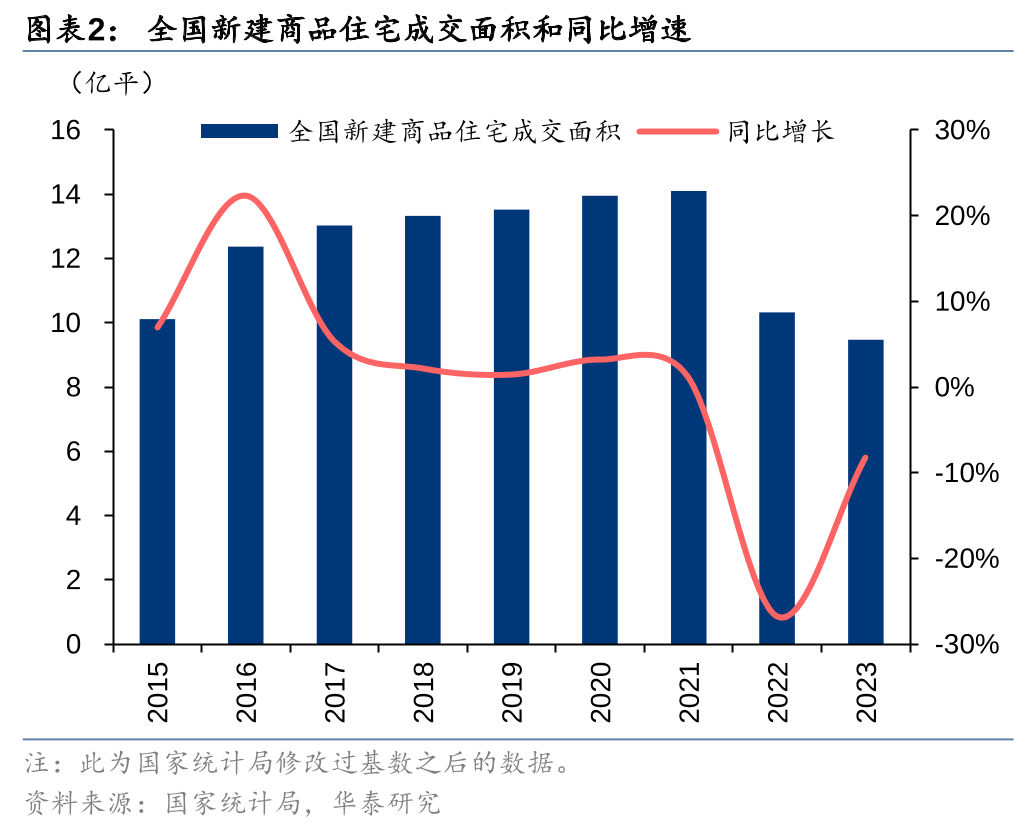 图表2： 全国新建商品住宅成交面积和同比增速
（亿平）
全国新建商品住宅成交面积 同比增长
16 30%
14 20%
12
10 10%
8 0%
6 -10%
4 -20%
2
0 -30%
2015 2016 2017 2018 2019 2020 2021 2022 2023
注：此为国家统计局修改过基数之后的数据。
资料来源：国家统计局，华泰研究